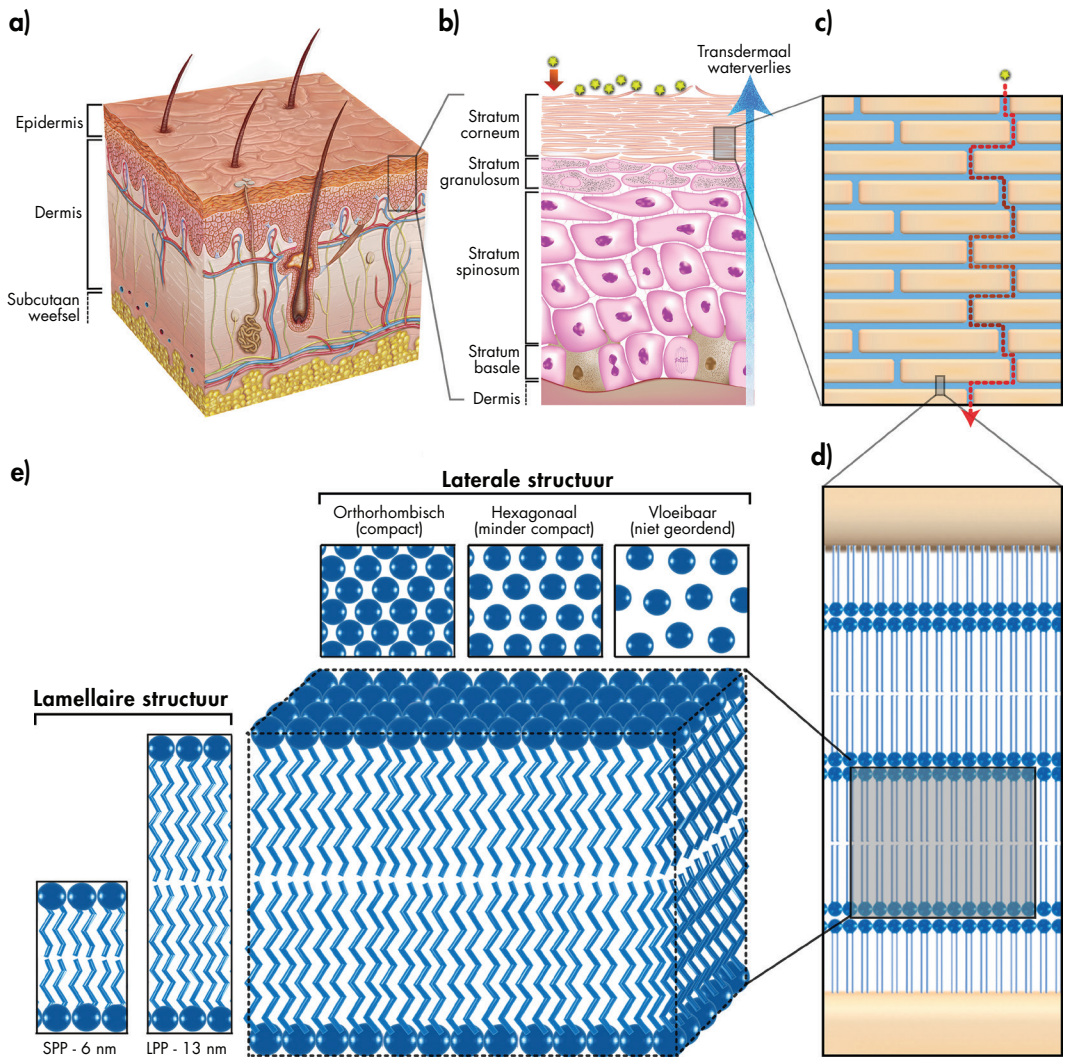 a)
Epidermis
Dermis
Subcutaan
weefsel
b)
Transdermaal
waterverlies
Stratum
corneum
Stratum
granulosum
Stratum
spinosum
Stratum
basale
Dermis
c)
d)
e)
Laterale structuur
Orthorhombisch
(compact)
Hexagonaal
(minder compact)
Vloeibaar
(niet geordend)
Lamellaire structuur
SPP - 6 nm
LPP - 13 nm